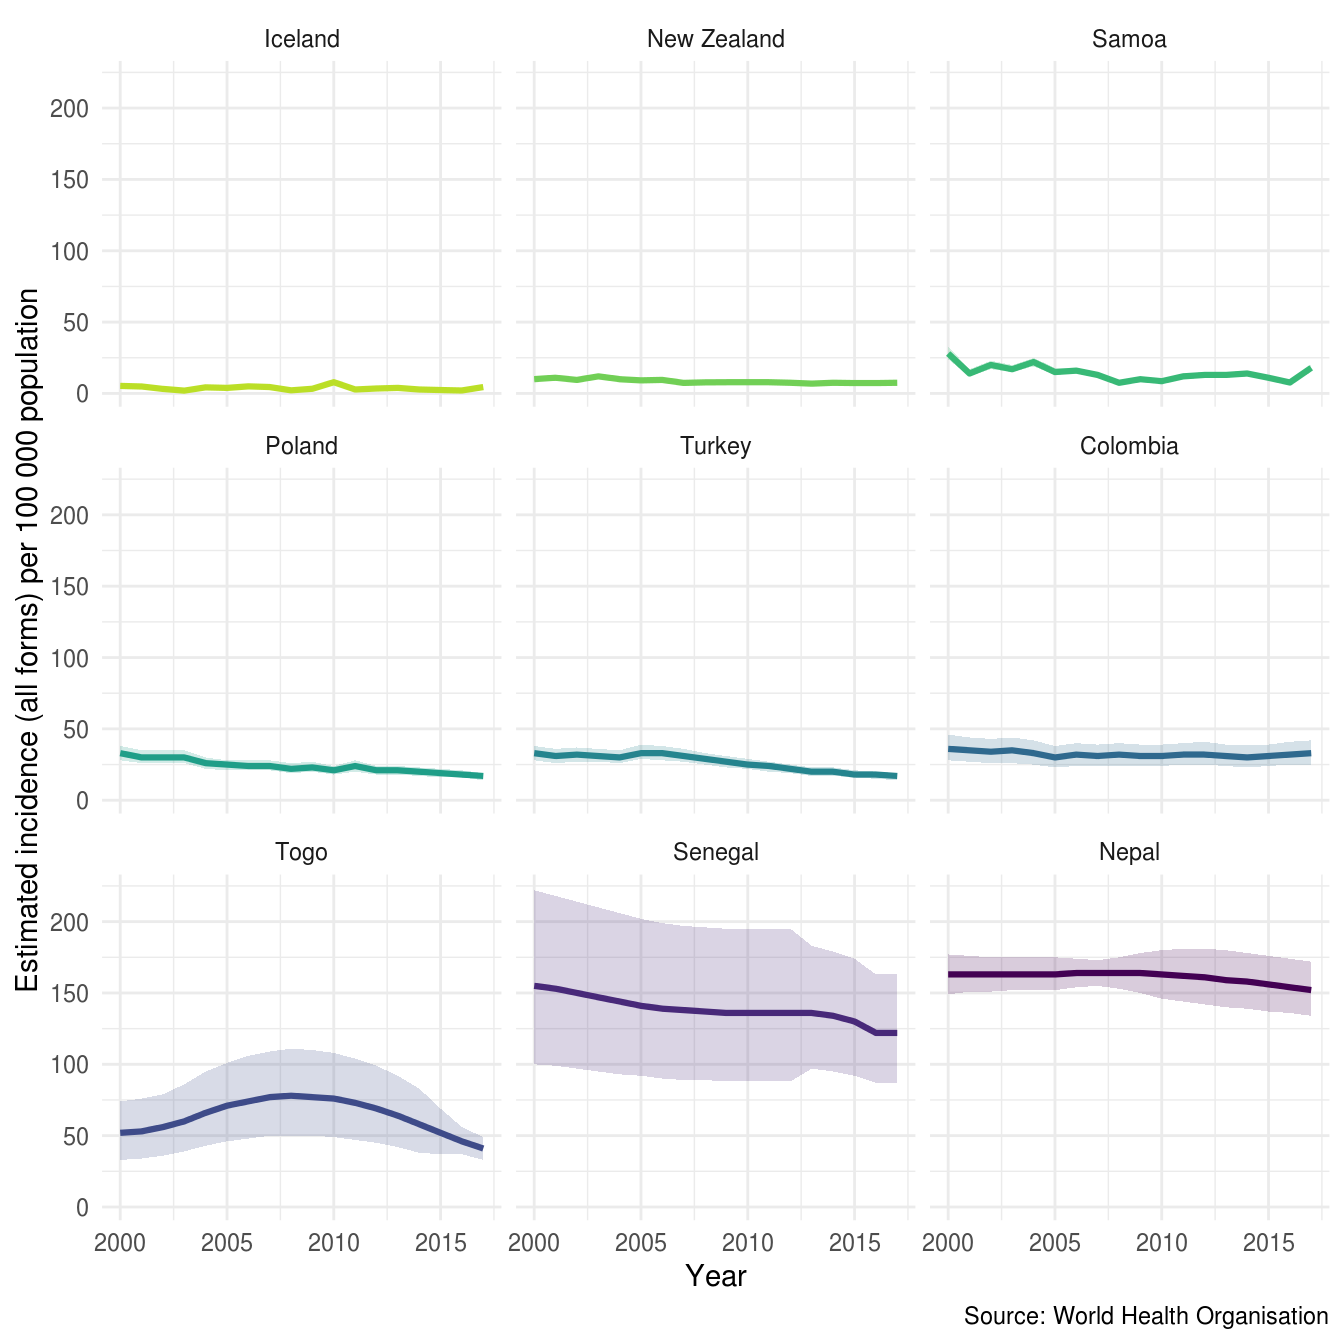 Iceland
New Zealand
Samoa
200
150
100
50
0
Poland
Turkey
Colombia
200
150
100
50
0
Togo
Senegal
Nepal
200
150
100
50
0
2000 2005 2010 2015
2000 2005 2010 2015
2000 2005 2010 2015
Estimated incidence (all forms) per 100 000 population
Year
Source: World Health Organisation